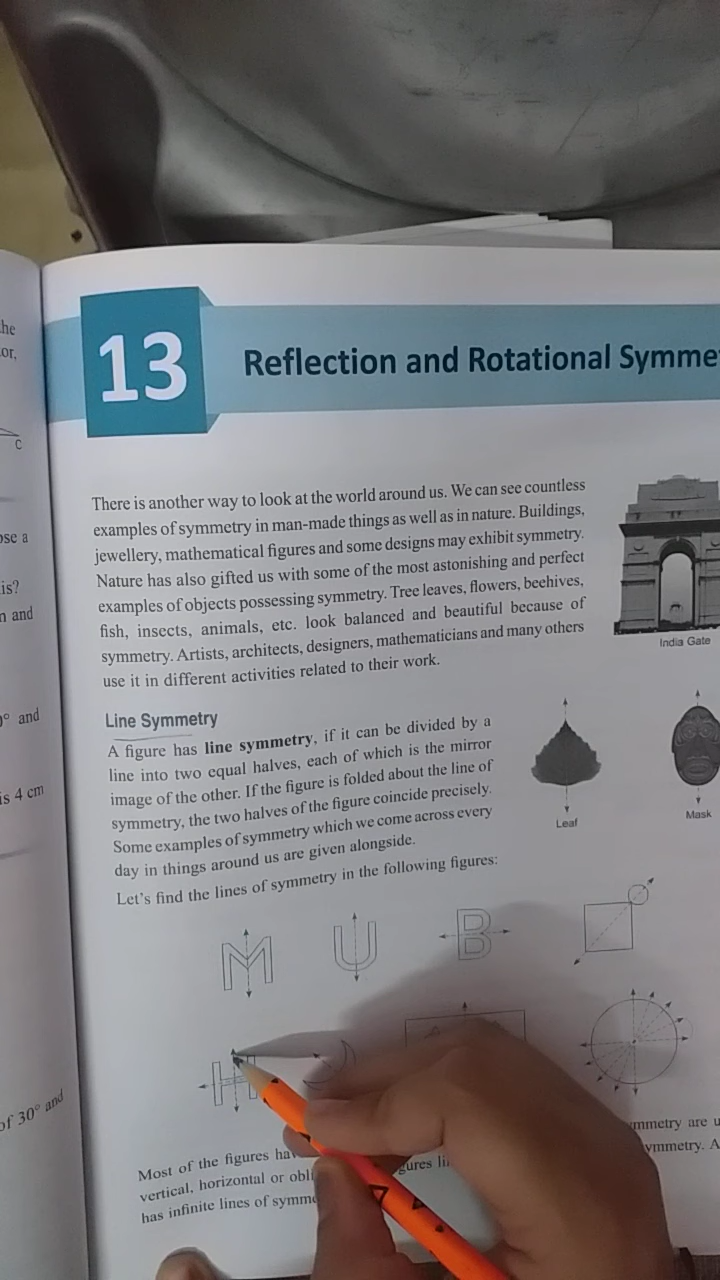 he
or,
C
ose a
is?
n and
0° and
is 4 cm
of 30° and
13
Reflection and Rotational Symme
There is another way to look at the world around us. We can see countless
examples of symmetry in man-made things as well as in nature. Buildings,
jewellery, mathematical figures and some designs may exhibit symmetry.
Nature has also gifted us with some of the most astonishing and perfect
examples of objects possessing symmetry. Tree leaves, flowers, beehives,
fish, insects, animals, etc. look balanced and beautiful because of
symmetry. Artists, architects, designers, mathematicians and many others
use it in different activities related to their work.
India Gate
Line Symmetry
A figure has line symmetry, if it can be divided by a
line into two equal halves, each of which is the mirror
image of the other. If the figure is folded about the line of
symmetry, the two halves of the figure coincide precisely.
Some examples of symmetry which we come across every
day in things around us are given alongside.
Leaf
Mask
Let's find the lines of symmetry in the following figures:
M U B
H
Most of the figures hav mmetry are u
vertical, horizontal or obli gures li ymmetry. A
has infinite lines of symme